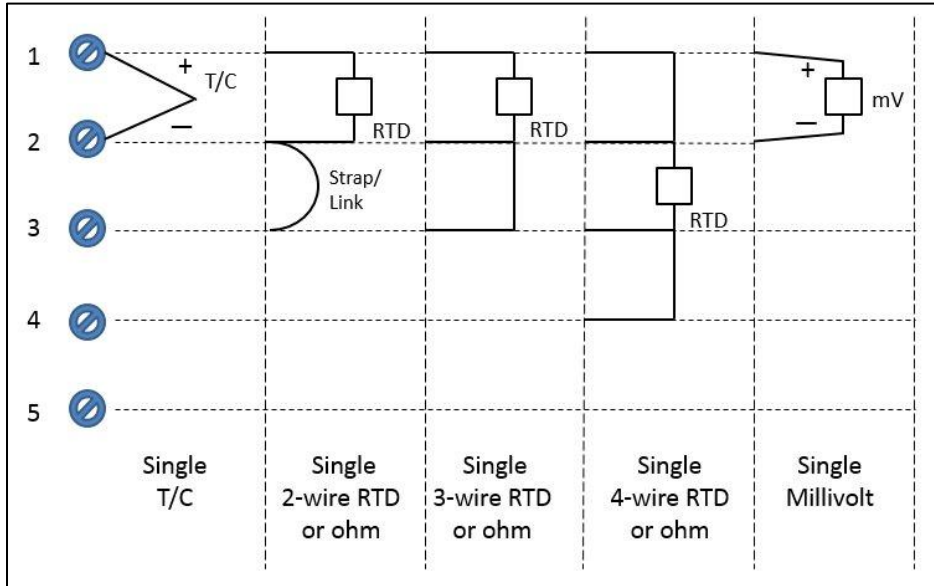 1
+
T/C
−
2
3
4
5
RTD
Strap/
Link
RTD
RTD
+
−
mV
Single
T/C
Single
2-wire RTD
or ohm
Single
3-wire RTD
or ohm
Single
4-wire RTD
or ohm
Single
Millivolt